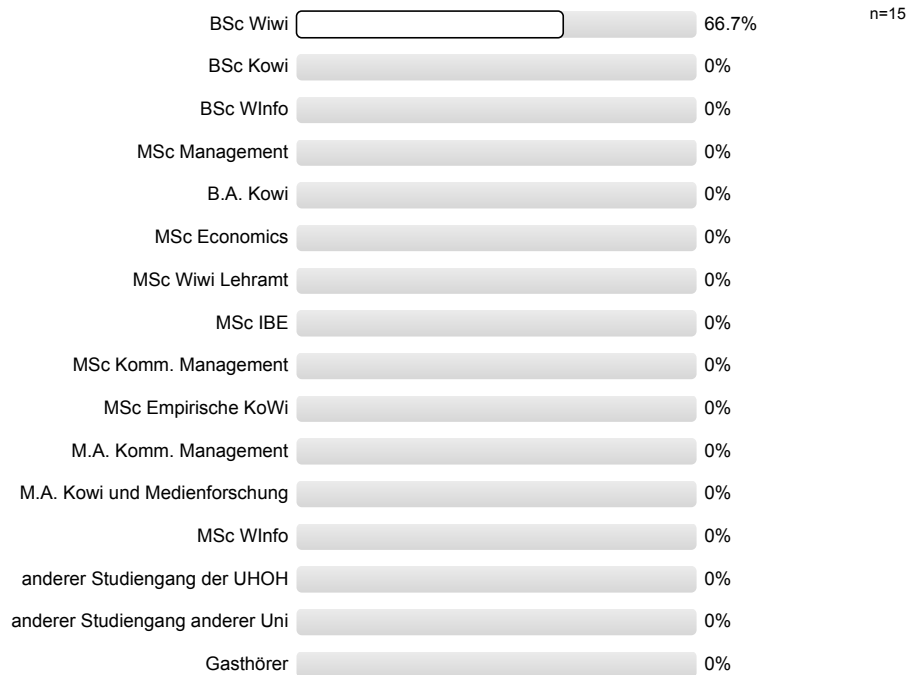 BSc Wiwi 66.7% n=15
BSc Kowi 0%
BSc WInfo 0%
MSc Management 0%
B.A. Kowi 0%
MSc Economics 0%
MSc Wiwi Lehramt 0%
MSc IBE 0%
MSc Komm. Management 0%
MSc Empirische KoWi 0%
M.A. Komm. Management 0%
M.A. Kowi und Medienforschung 0%
MSc WInfo 0%
anderer Studiengang der UHOH 0%
anderer Studiengang anderer Uni 0%
Gasthörer 0%